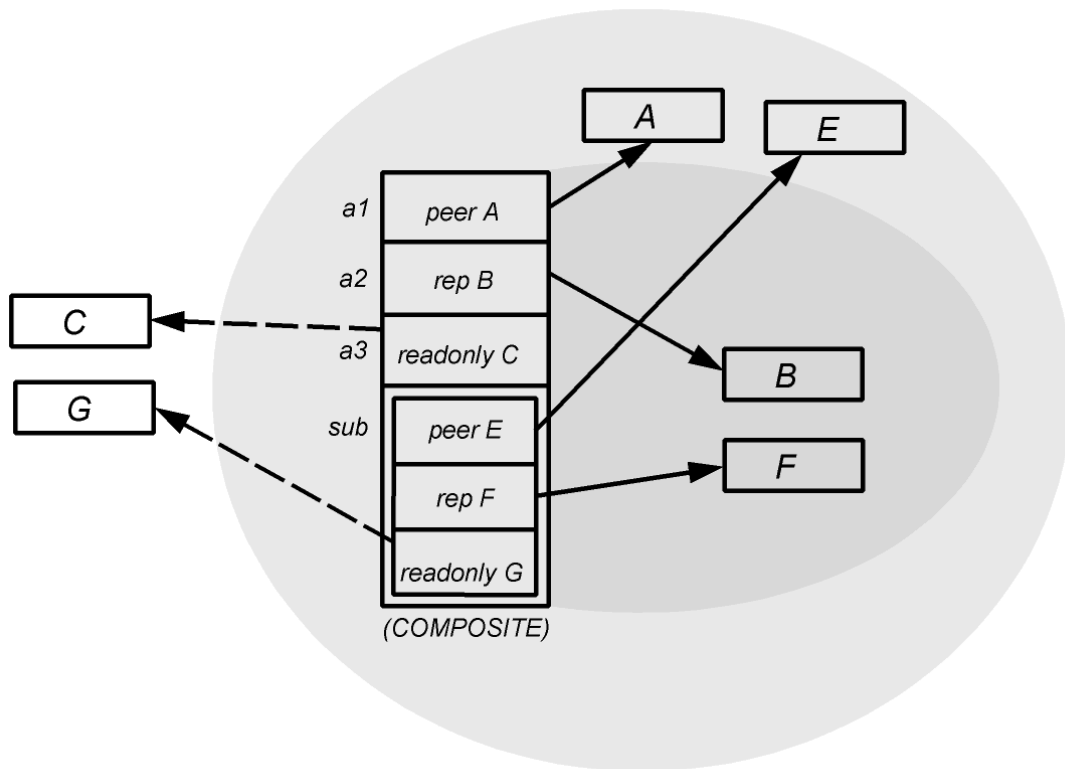 A
E
a1
peer A
a2
rep B
C
a3
readonly C
B
G
sub
peer E
F
rep F
readonly G
(COMPOSITE)